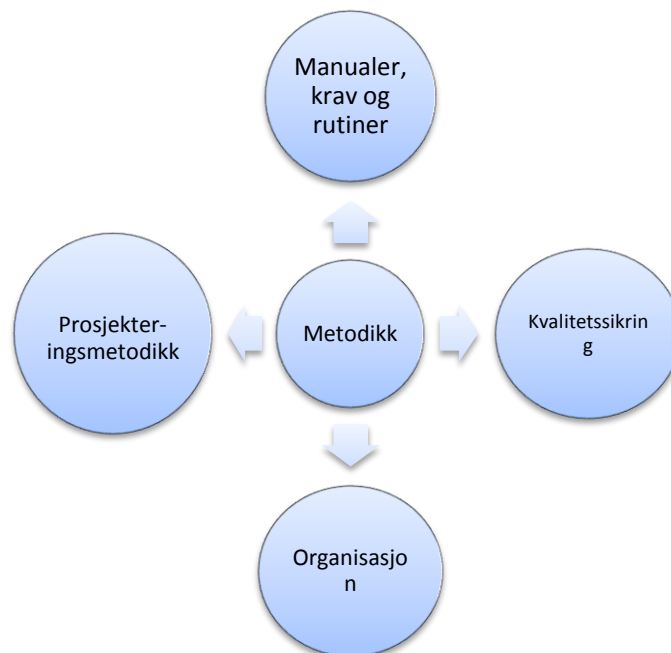 Manualer,
krav og
rutiner
Prosjekter-
ingsmetodikk
Metodikk
Kvalitetssikrin
g
Organisasjo
n